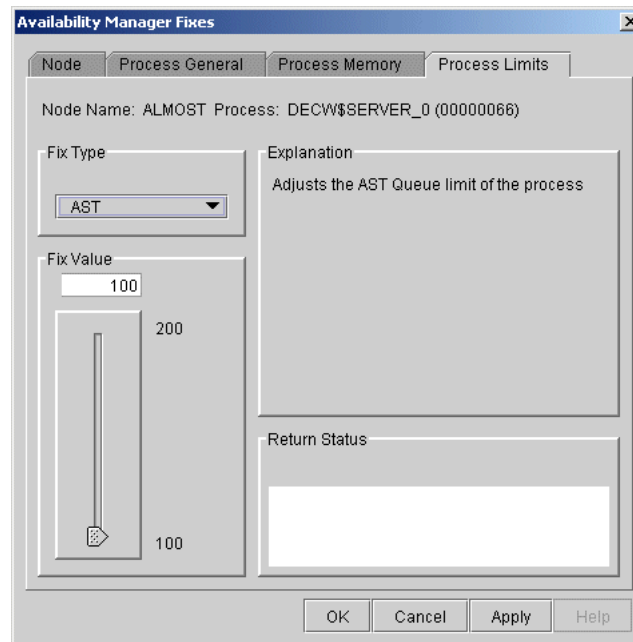 Availability Manager Fixes
Node Process General Process Memory Process Limits
Node Name: ALMOST Process: DECW$SERVER_0 (00000066)
Fix Type
AST
Explanation
Adjusts the AST Queue limit of the process
Fix Value
100
200
100
Return Status
OK Cancel Apply Help